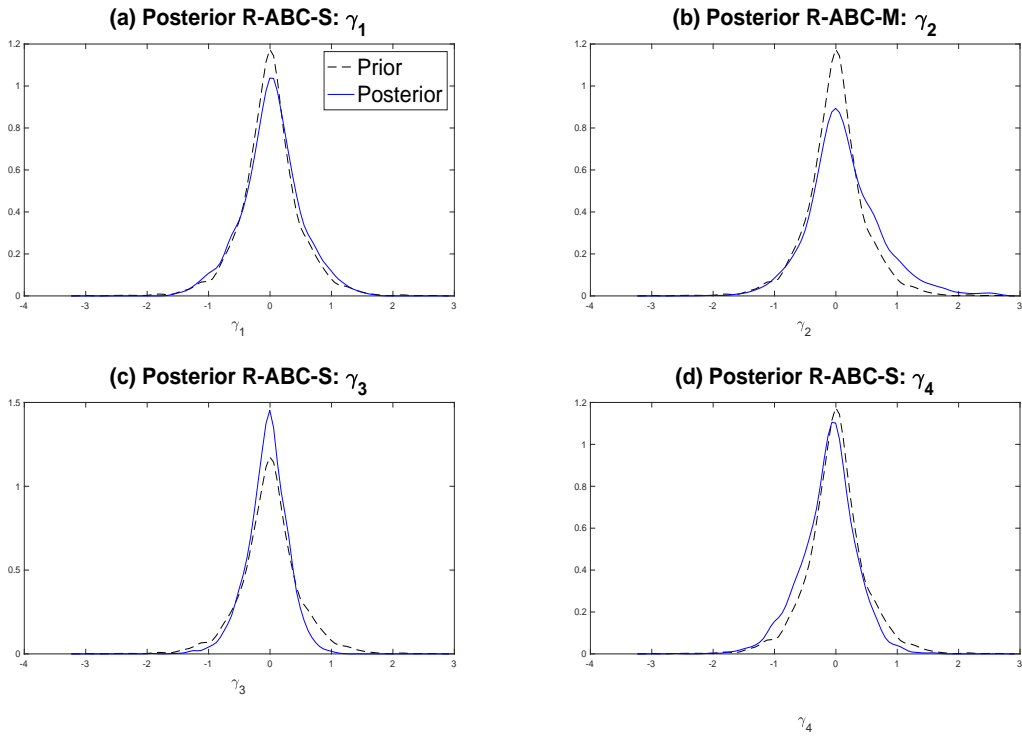 (a) Posterior R-ABC-S: γ1
1.2
1
0.8
0.6
0.4
0.2
0
-4 -3 -2 -1 0 1 2 3
γ1
Prior
Posterior
(b) Posterior R-ABC-M: γ2
1.2
1
0.8
0.6
0.4
0.2
0
-4 -3 -2 -1 0 1 2 3
γ2
(c) Posterior R-ABC-S: γ3
1.5
1
0.5
0
-4 -3 -2 -1 0 1 2 3
γ3
(d) Posterior R-ABC-S: γ4
1.2
1
0.8
0.6
0.4
0.2
0
-4 -3 -2 -1 0 1 2 3
γ4